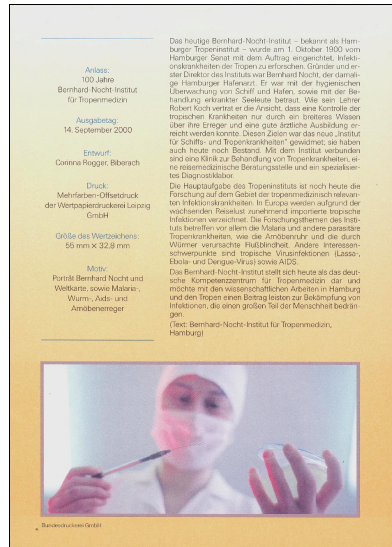 Anlass:
100 Jahre
Bernhard-Nocht-Institut
für Tropenmedizin
Ausgabetag:
14. September 2000
Entwurf:
Corinna Rogger, Biberach
Druck:
Mehrfarben-Offsetdruck
der Wertpapierdruckerei Leipzig
GmbH
Größe des Wertzeichens:
55 mm X 32,8 mm
Motiv:
Porträt Bernhard Nocht und
Weltkarte, sowie Malaria-,
Wurm-, Aids- und
Amöbenerreger
Das heutige Bernhard-Nocht-Institut – bekannt als Ham-
burger Tropeninstitut – wurde am 1. Oktober 1900 vom
Hamburger Senat mit dem Auftrag eingerichtet, Infekti-
onskrankheiten der Tropen zu erforschen. Gründer und er-
ster Direktor des Instituts war Bernhard Nocht, der damali-
ge Hamburger Hafenarzt. Er war mit der hygienischen
Überwachung von Schiff und Hafen, sowie mit der Be-
handlung erkrankter Seeleute betraut. Wie sein Lehrer
Robert Koch vertrat er die Ansicht, dass eine Kontrolle der
tropischen Krankheiten nur durch ein breiteres Wissen
über ihre Erreger und eine gute ärztliche Ausbildung er-
reicht werden konnte. Diesen Zielen war das neue „Institut
für Schiffs- und Tropenkrankheiten“ gewidmet; sie haben
auch heute noch Bestand. Mit dem Institut verbunden
sind eine Klinik zur Behandlung von Tropenkrankheiten, ei-
ne reisemedizinische Beratungsstelle und ein spezialisier-
tes Diagnostiklabor.
Die Hauptaufgabe des Tropeninstituts ist noch heute die
Forschung auf dem Gebiet der tropenmedizinisch relevan-
ten Infektionskrankheiten. In Europa werden aufgrund der
wachsenden Reiselust zunehmend importierte tropische
Infektionen verzeichnet. Die Forschungsthemen des Insti-
tuts betreffen vor allem die Malaria und andere parasitäre
Tropenkrankheiten, wie die Amöbenruhr und die durch
Würmer verursachte Flußblindheit. Andere Interessen-
schwerpunkte sind tropische Virusinfektionen (Lassa-,
Ebola- und Dengue-Virus) sowie AIDS.
Das Bernhard-Nocht-Institut stellt sich heute als das deut-
sche Kompetenzzentrum für Tropenmedizin dar und
möchte mit den wissenschaftlichen Arbeiten in Hamburg
und den Tropen einen Beitrag leisten zur Bekämpfung von
Infektionen, die einen großen Teil der Menschheit bedrän-
gen.
(Text: Bernhard-Nocht-Institut für Tropenmedizin,
Hamburg)
Bundesdruckerei GmbH